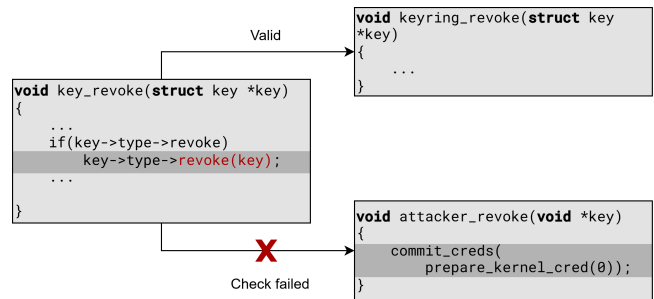 Valid
void keyring_revoke(struct key
*key)
{
...
}
void key_revoke(struct key *key)
{
...
if(key->type->revoke)
key->type->revoke(key);
...
}
Check failed
void attacker_revoke(void *key)
{
commit_creds(
prepare_kernel_cred(0));
}